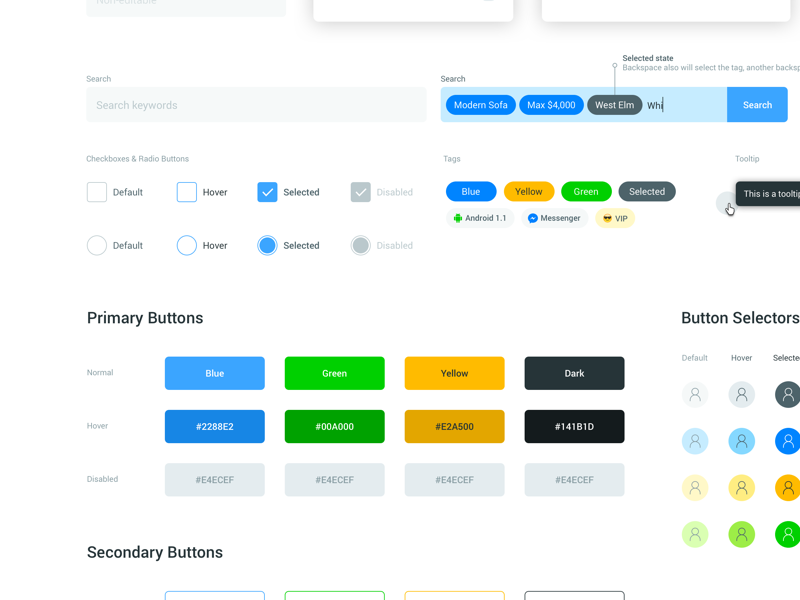 Non-editable
Selected state
Backspace also will select the tag, another backsp
Search
Search keywords
Search
Modern Sofa
Max $4,000
West Elm
Whi
Search
Checkboxes & Radio Buttons
Default
Hover
Selected
Disabled
Default
Hover
Selected
Disabled
Tags
Blue
Yellow
Green
Selected
Android 1.1
Messenger
VIP
Tooltip
This is a tooltip
Primary Buttons
Normal
Blue
Green
Yellow
Dark
Hover
#2288E2
#00A000
#E2A500
#141B1D
Disabled
#E4ECEF
#E4ECEF
#E4ECEF
#E4ECEF
Button Selectors
Default
Hover
Selecte
Secondary Buttons